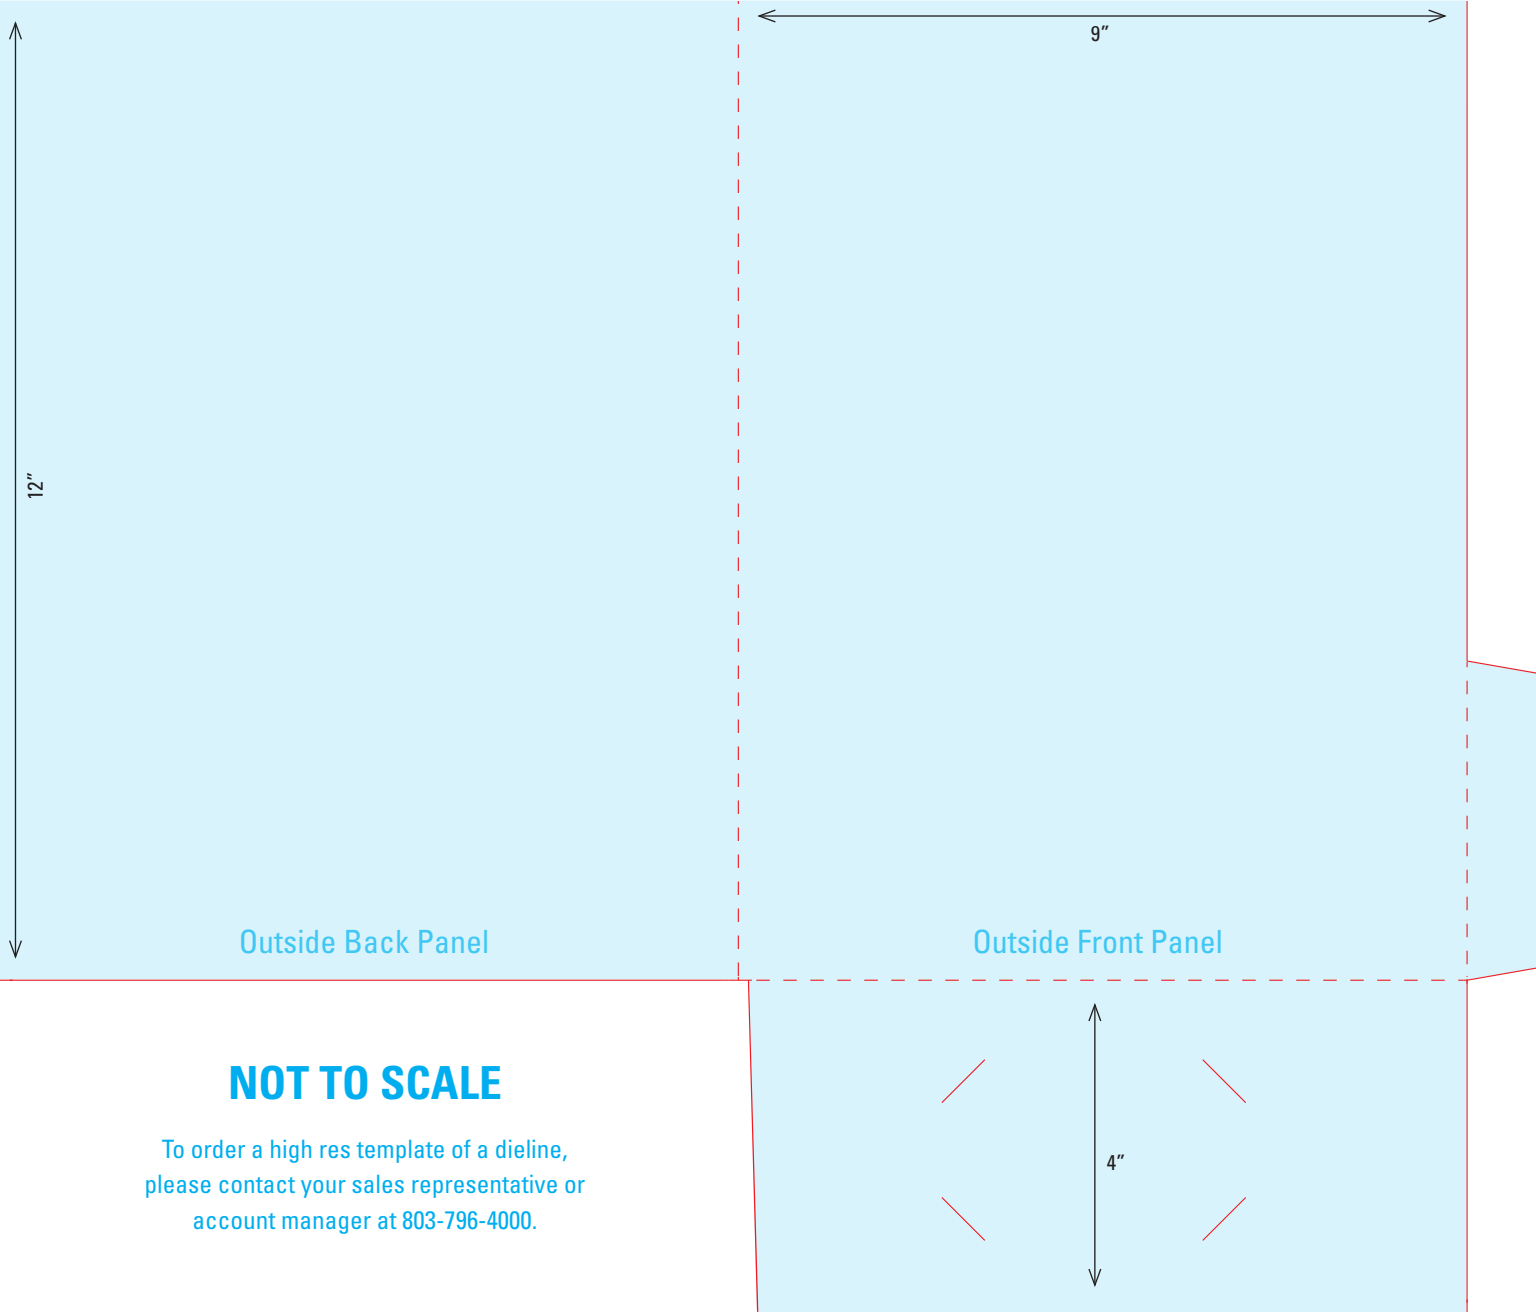 9″
12″
Outside Back Panel
Outside Front Panel
NOT TO SCALE
To order a high res template of a dieline,
please contact your sales representative or
account manager at 803-796-4000.
4″